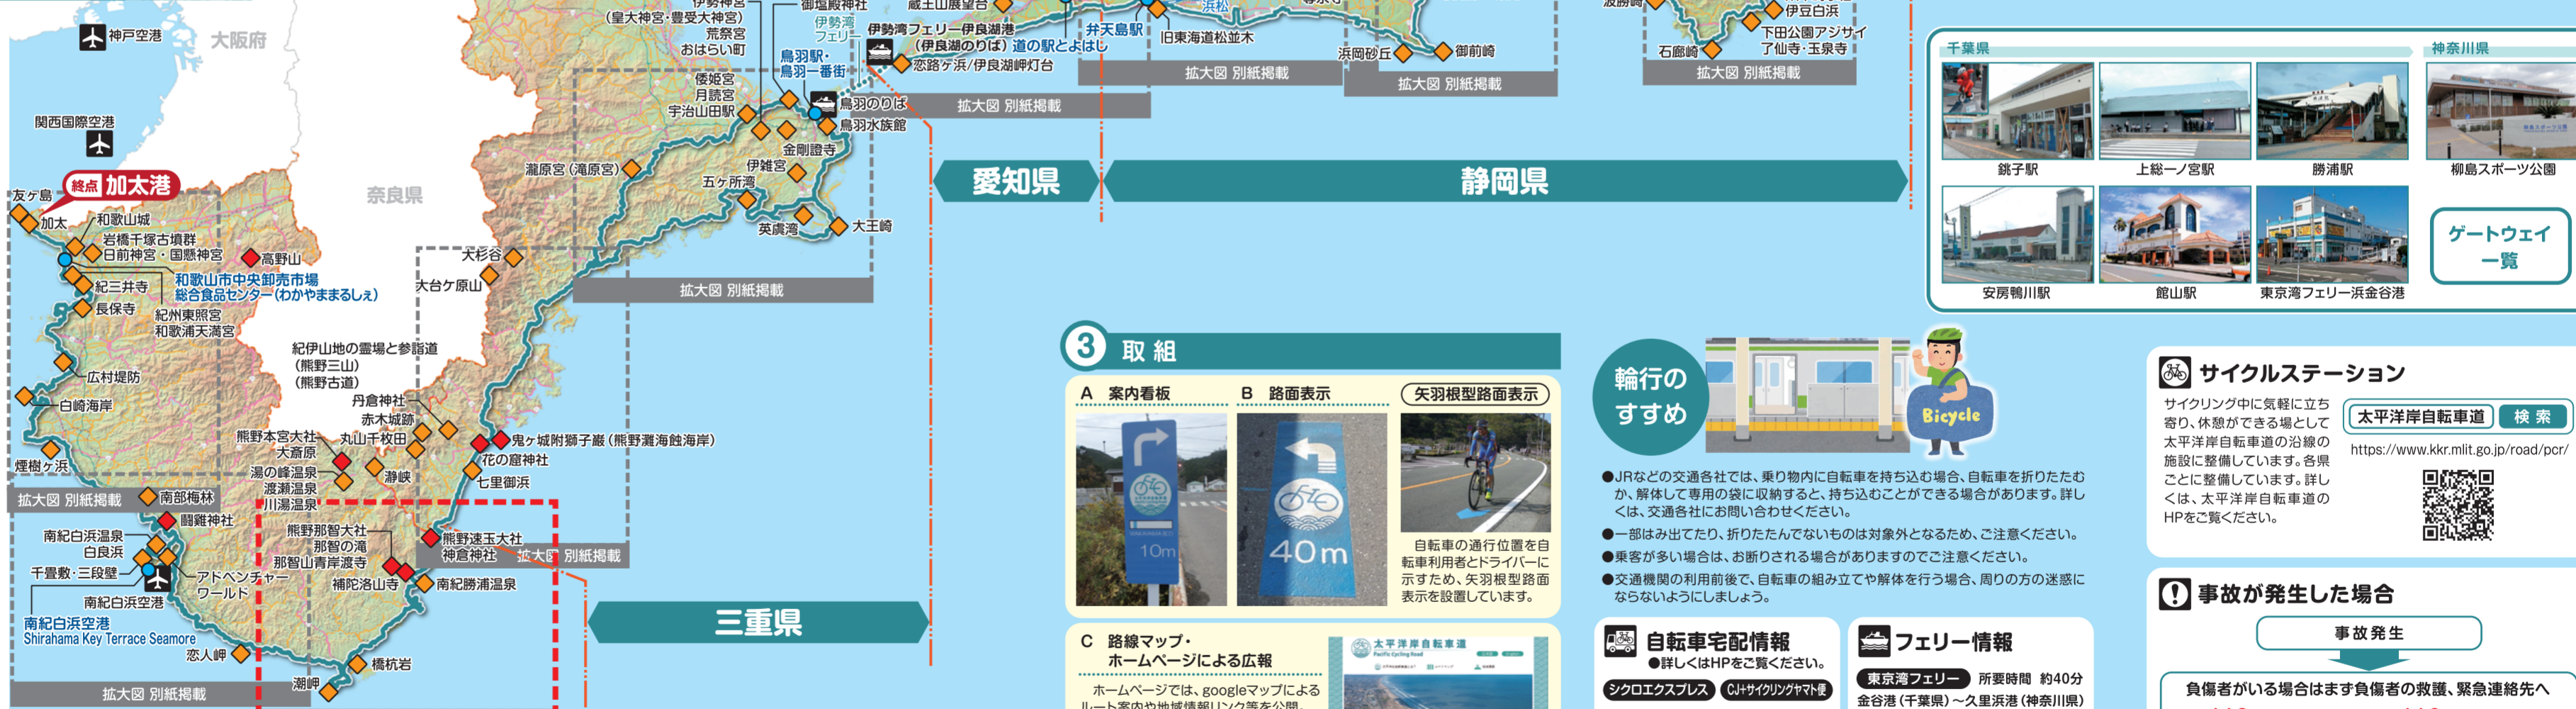 伊勢神宮
(皇大神宮・豊受大神宮)
荒祭宮
おはらい町
御塩殿神社
伊勢湾
フェリー
蔵王山展望台
伊勢湾フェリー伊良湖港
(伊良湖のりば)
道の駅とよはし
恋路ヶ浜/伊良湖岬灯台
浜松
弁天島駅
旧東海道松並木
浜岡砂丘
御前崎
波勝崎
伊豆白浜
下田公園アジサイ
了仙寺・玉泉寺
石廊崎
拡大図 別紙掲載
拡大図 別紙掲載
拡大図 別紙掲載
拡大図 別紙掲載
神戸空港
大阪府
関西国際空港
奈良県
鳥羽駅・
鳥羽一番街
鳥羽のりば
鳥羽水族館
倭姫宮
月読宮
宇治山田駅
金剛證寺
伊雑宮
瀧原宮(滝原宮)
五ヶ所湾
英虞湾
大王崎
拡大図 別紙掲載
愛知県
静岡県
三重県
終点 加太港
友ヶ島
加太
和歌山城
岩橋千塚古墳群
日前神宮・国懸神宮
高野山
和歌山市中央卸売市場
総合食品センター(わかやままるしぇ)
紀三井寺
長保寺
紀州東照宮
和歌浦天満宮
広村堤防
白崎海岸
煙樹ヶ浜
拡大図 別紙掲載
大杉谷
大台ケ原山
紀伊山地の霊場と参詣道
(熊野三山)
(熊野古道)
丹倉神社
赤木城跡
丸山千枚田
熊野本宮大社
大斎原
湯の峰温泉
渡瀬温泉
川湯温泉
瀞峡
鬼ヶ城附獅子巖(熊野灘海蝕海岸)
花の窟神社
七里御浜
南部梅林
闘雞神社
南紀白浜温泉
白良浜
千畳敷・三段壁
アドベンチャー
ワールド
南紀白浜空港
南紀白浜空港
Shirahama Key Terrace Seamore
熊野那智大社
那智の滝
那智山青岸渡寺
補陀洛山寺
熊野速玉大社
神倉神社
拡大図 別紙掲載
南紀勝浦温泉
恋人岬
橋杭岩
潮岬
拡大図 別紙掲載
千葉県
神奈川県
銚子駅
上総一ノ宮駅
勝浦駅
柳島スポーツ公園
安房鴨川駅
館山駅
東京湾フェリー浜金谷港
ゲートウェイ
一覧
3 取組
A 案内看板
10m
B 路面表示
40m
矢羽根型路面表示
自転車の通行位置を自
転車利用者とドライバーに
示すため、矢羽根型路面
表示を設置しています。
C 路線マップ・
ホームページによる広報
ホームページでは、googleマップによる
ルート案内や地域情報リンク等を公開。
太平洋岸自転車道
Pacific Cycling Road
輪行の
すすめ
Bicycle
●JRなどの交通各社では、乗り物内に自転車を持ち込む場合、自転車を折りたたむ
か、解体して専用の袋に収納すると、持ち込むことができる場合があります。詳し
くは、交通各社にお問い合わせください。
●一部はみ出てたり、折りたたんでないものは対象外となるため、ご注意ください。
●乗客が多い場合は、お断りされる場合がありますのでご注意ください。
●交通機関の利用前後で、自転車の組み立てや解体を行う場合、周りの方の迷惑に
ならないようにしましょう。
自転車宅配情報
●詳しくはHPをご覧ください。
シクロエクスプレス
CJ+サイクリングヤマト便
フェリー情報
東京湾フェリー 所要時間 約40分
金谷港(千葉県)～久里浜港(神奈川県)
サイクルステーション
サイクリング中に気軽に立ち
寄り、休憩ができる場として
太平洋岸自転車道の沿線の
施設に整備しています。各県
ごとに整備しています。詳し
くは、太平洋岸自転車道の
HPをご覧ください。
太平洋岸自転車道 検索
https://www.kkr.mlit.go.jp/road/pcr/
事故が発生した場合
事故発生
負傷者がいる場合はまず負傷者の救護、緊急連絡先へ